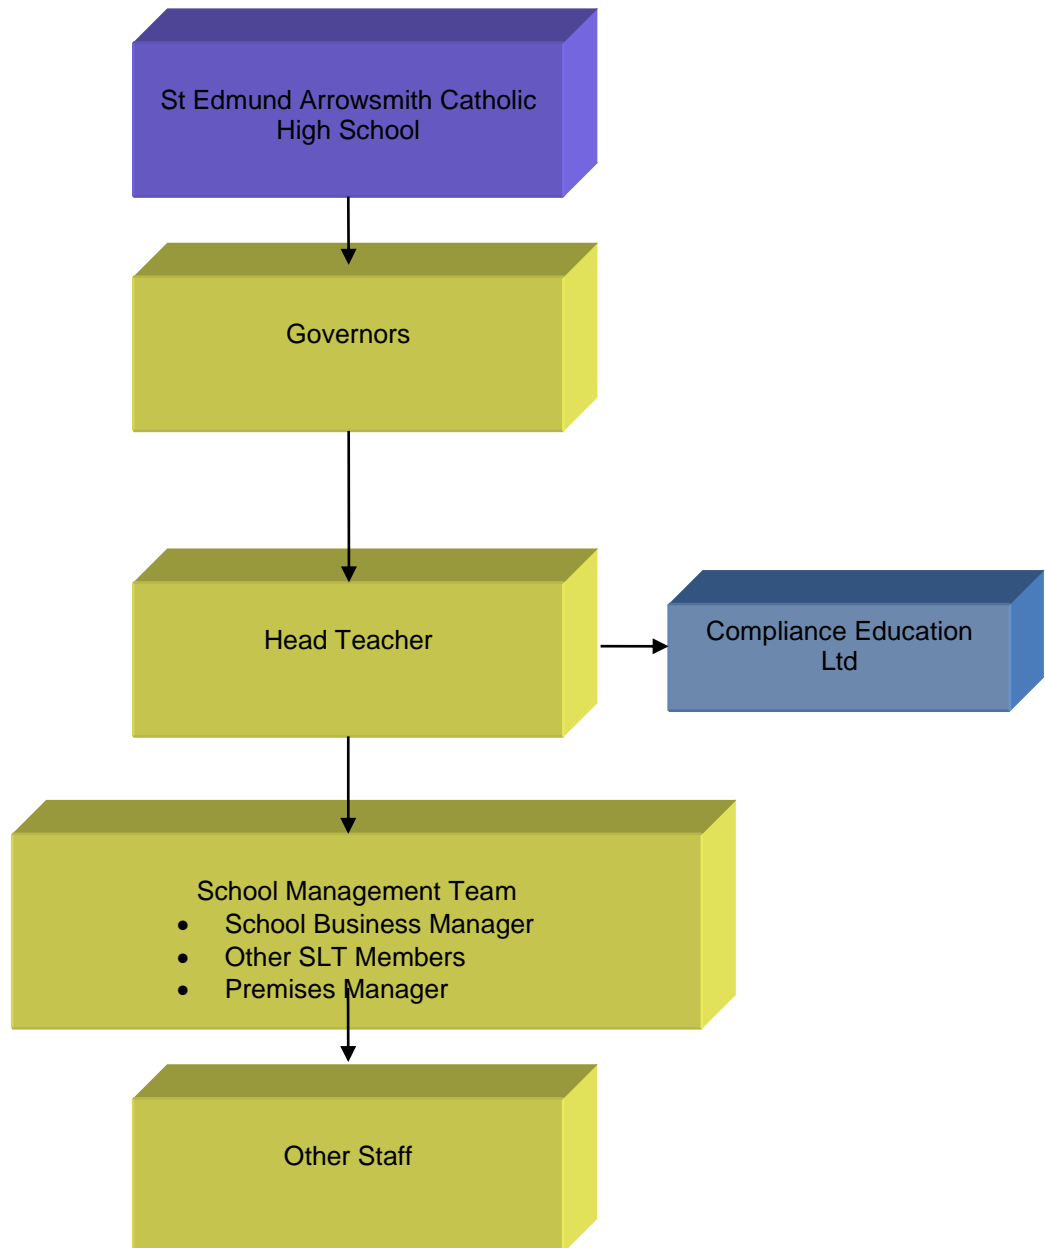 St Edmund Arrowsmith Catholic
High School
Governors
Head Teacher
Compliance Education
Ltd
School Management Team
• School Business Manager
• Other SLT Members
• Premises Manager
Other Staff